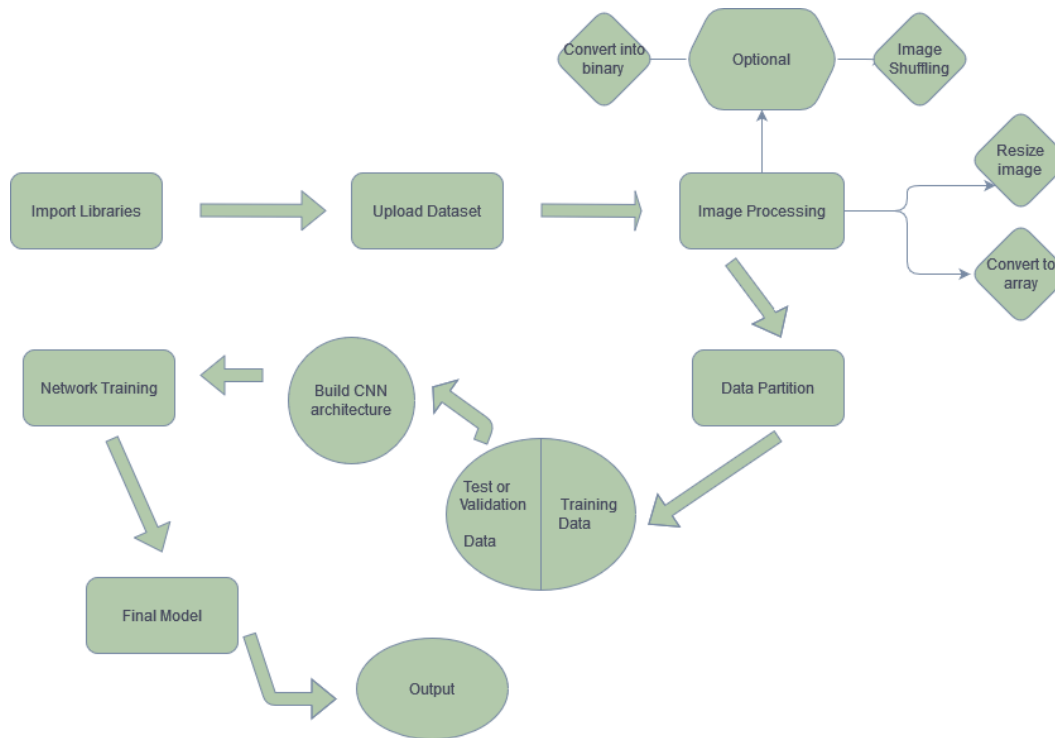 Convert into
binary
Optional
Image
Shuffling
Resize
image
Import Libraries
Upload Dataset
Image Processing
Convert to
array
Network Training
Build CNN
architecture
Data Partition
Test or
Validation
Data
Training
Data
Final Model
Output